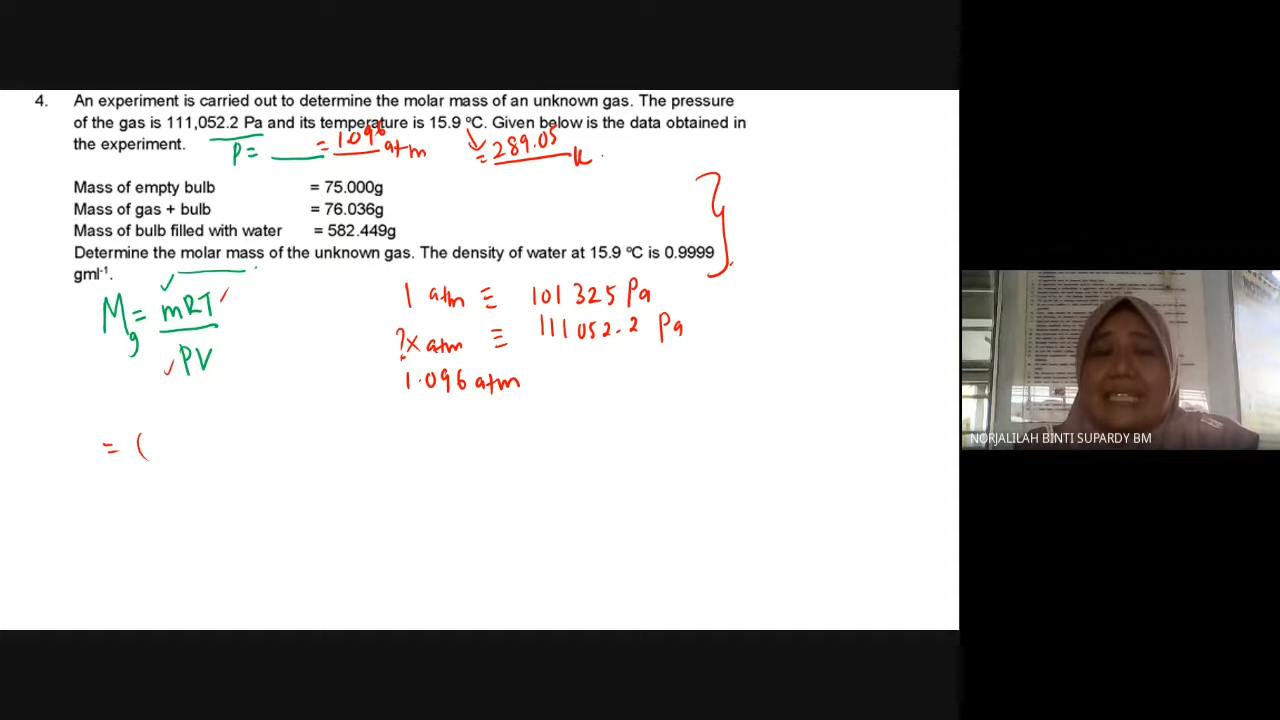 4. An experiment is carried out to determine the molar mass of an unknown gas. The pressure
of the gas is 111,052.2 Pa and its temperature is 15.9 ºC. Given below is the data obtained in
the experiment.
P = = 1.096 atm = 289.05 K
Mass of empty bulb = 75.000g
Mass of gas + bulb = 76.036g
Mass of bulb filled with water = 582.449g
Determine the molar mass of the unknown gas. The density of water at 15.9 ºC is 0.9999
gml⁻¹.
Mg = mRT / PV
1 atm ≡ 101 325 Pa
?x atm ≡ 111 052.2 Pa
1.096 atm
= (
NORJALILAH BINTI SUPARDY BM